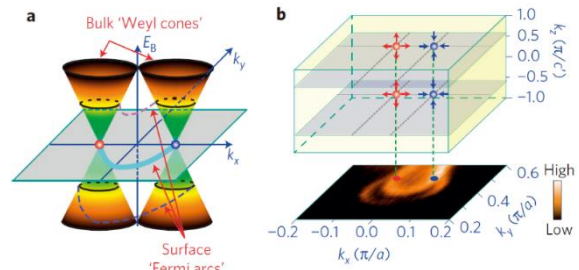 a
Bulk 'Weyl cones'
E_B
k_y
k_x
Surface
'Fermi arcs'
b
1.0
0.5
0.0
-0.5
-1.0
k_z (π/c')
0.6
0.4
0.2
0.0
k_y (π/a)
-0.2
-0.1
0.0
0.1
0.2
k_x (π/a)
High
Low